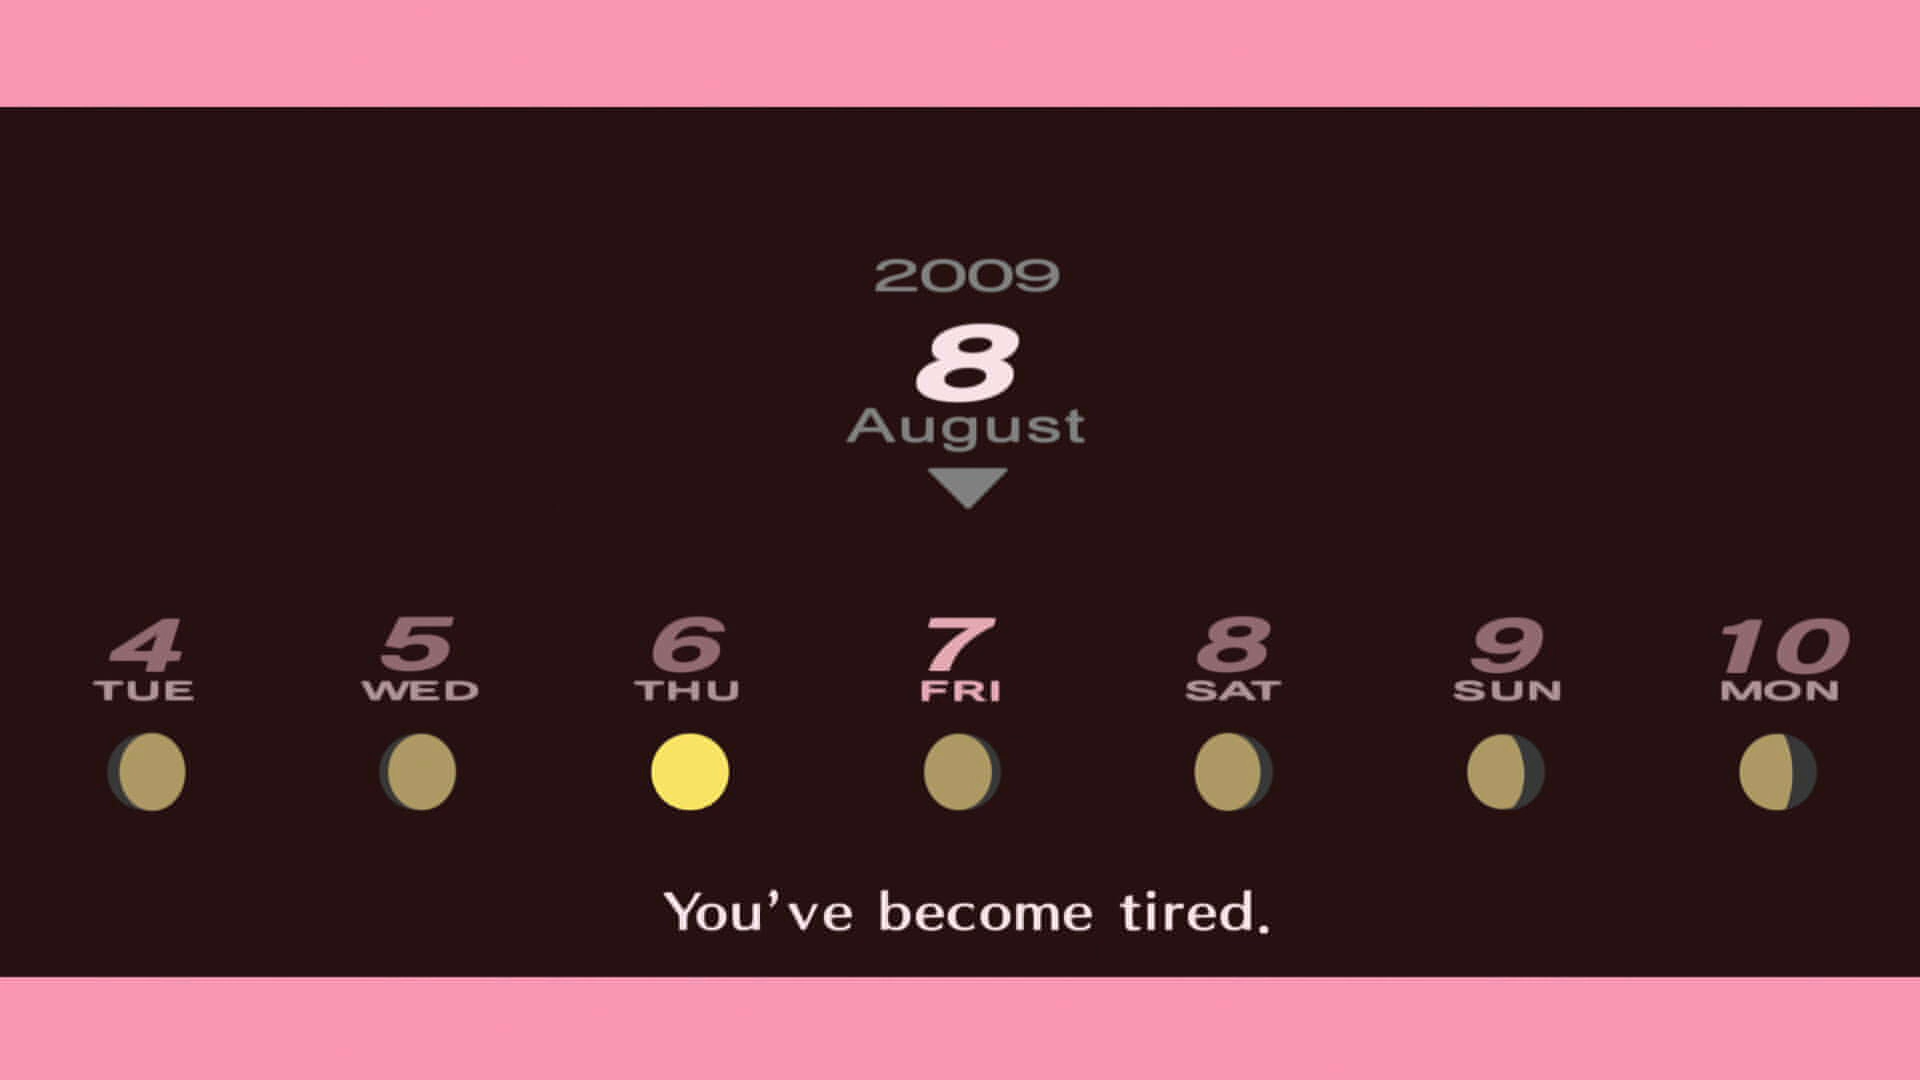 2009
8
August
4 5 6 7 8 9 10
TUE WED THU FRI SAT SUN MON
You've become tired.